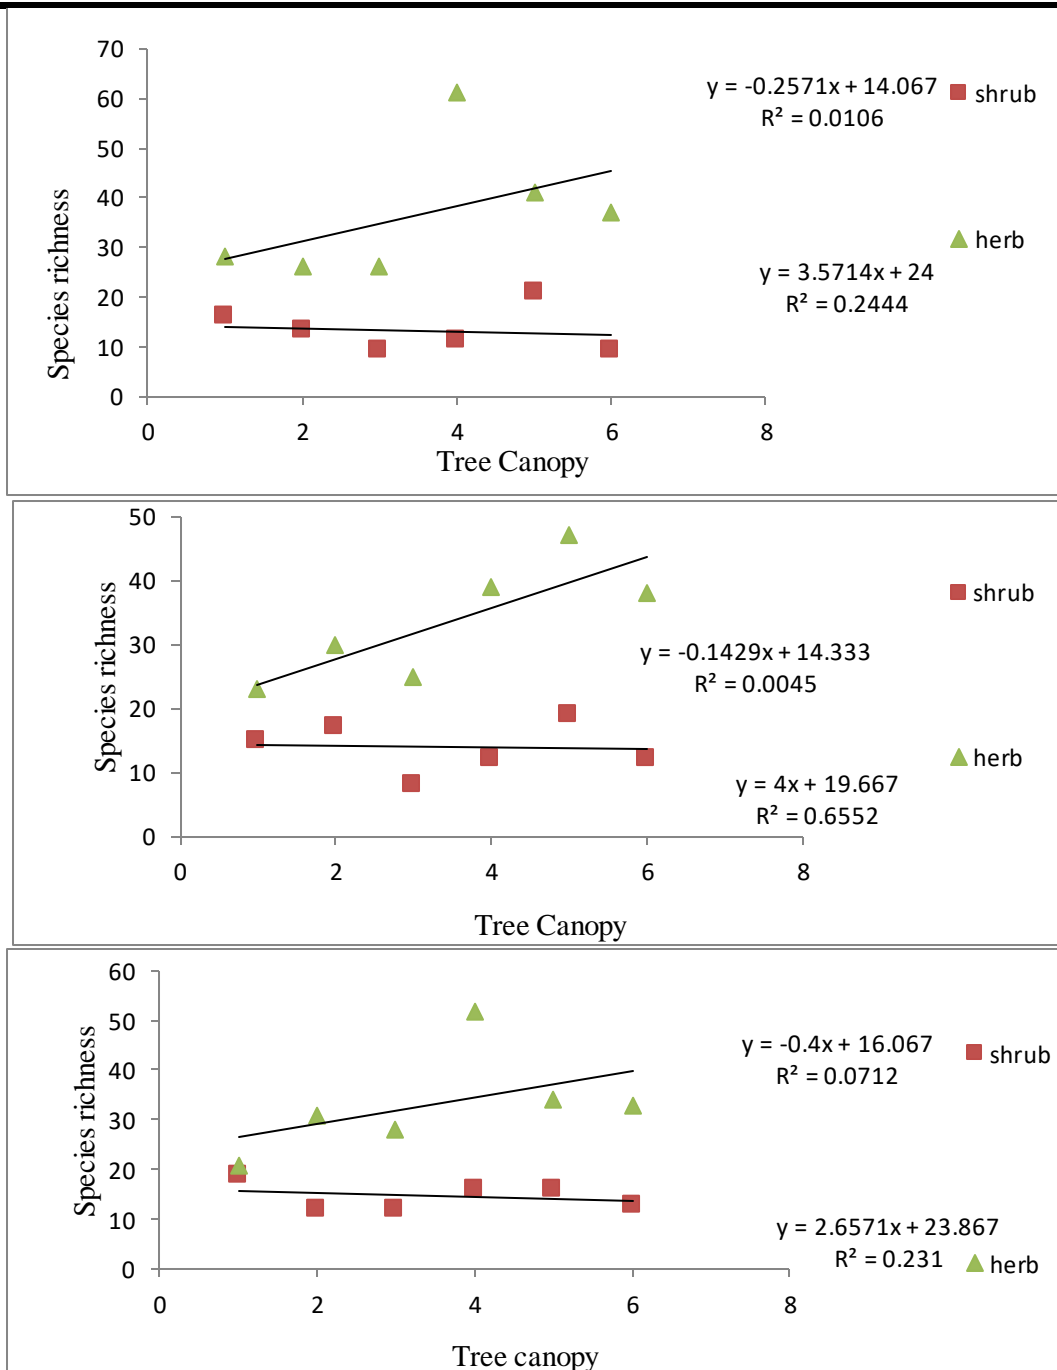 70
60
50
40
30
20
10
0
Species richness
y = -0.2571x + 14.067
R² = 0.0106
shrub
herb
y = 3.5714x + 24
R² = 0.2444
0 2 4 6 8
Tree Canopy
50
40
30
20
10
0
Species richness
shrub
y = -0.1429x + 14.333
R² = 0.0045
herb
y = 4x + 19.667
R² = 0.6552
0 2 4 6 8
Tree Canopy
60
50
40
30
20
10
0
Species richness
y = -0.4x + 16.067
R² = 0.0712
shrub
y = 2.6571x + 23.867
R² = 0.231
herb
0 2 4 6 8
Tree canopy